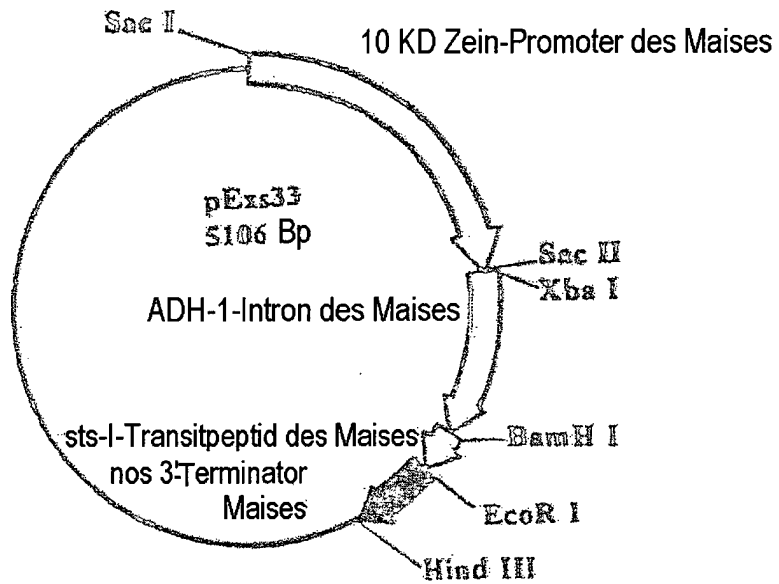 Sac I
10 KD Zein-Promoter des Maises
pExs33
5106 Bp
Sac II
Xba I
ADH-1-Intron des Maises
sts-I-Transitpeptid des Maises
BamH I
nos 3'-Terminator
Maises
EcoR I
Hind III